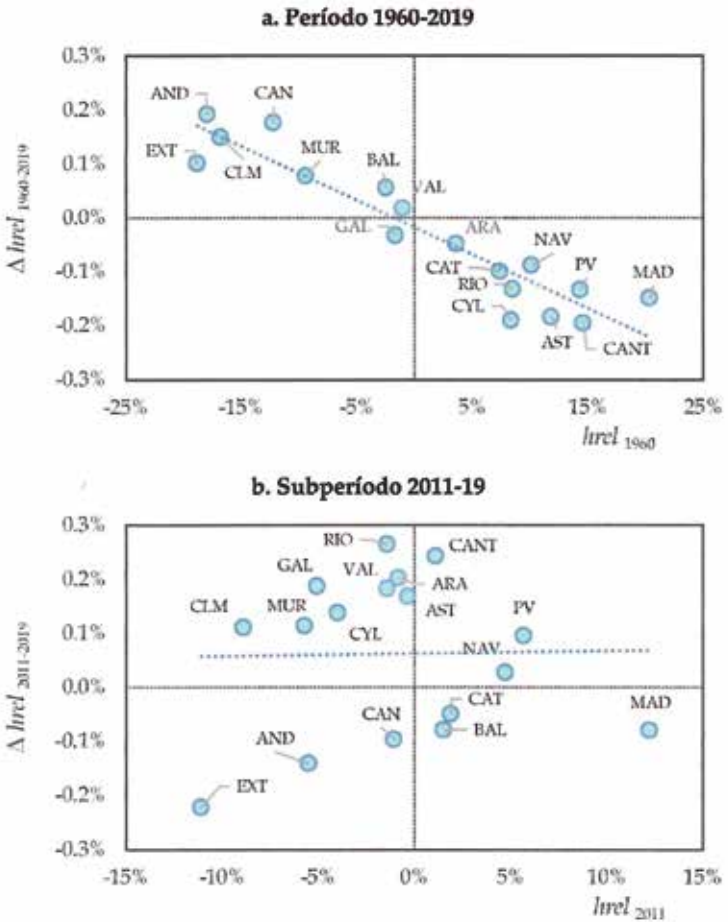 a. Período 1960-2019
0.3%
AND
CAN
0.2%
MUR
EXT
0.1%
CLM
BAL
VAL
0.0%
GAL
ARA
NAV
-0.1%
CAT
PV
MAD
RIO
CYL
-0.2%
AST
CANT
-0.3%
Δ hrel 1960-2019
-25%
-15%
-5%
5%
15%
25%
hrel 1960
b. Subperíodo 2011-19
0.3%
RIO
CANT
GAL
VAL
0.2%
ARA
CLM
MUR
AST
PV
0.1%
CYL
NAV
0.0%
CAT
MAD
CAN
BAL
-0.1%
AND
EXT
-0.2%
-0.3%
Δ hrel 2011-2019
-15%
-10%
-5%
0%
5%
10%
15%
hrel 2011